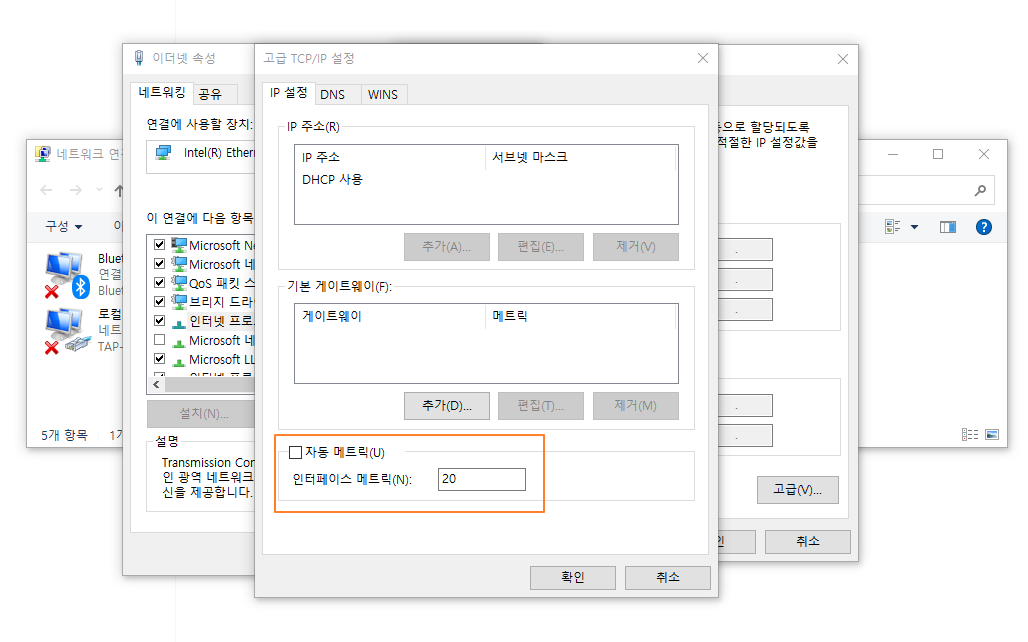 이더넷 속성
네트워킹
공유
연결에 사용할 장치:
Intel(R) Ethern
이 연결에 다음 항목
Microsoft Ne
Microsoft 네
QoS 패킷 스
브리지 드라
인터넷 프로
Microsoft 네
Microsoft LL
설치(N)...
설명
Transmission Con
인 광역 네트워크
신을 제공합니다.
고급 TCP/IP 설정
IP 설정
DNS
WINS
IP 주소(R)
IP 주소
서브넷 마스크
DHCP 사용
추가(A)...
편집(E)...
제거(V)
기본 게이트웨이(F):
게이트웨이
메트릭
추가(D)...
편집(T)...
제거(M)
자동 메트릭(U)
인터페이스 메트릭(N):
20
확인
취소
으로 할당되도록
적절한 IP 설정값을
고급(V)...
취소
네트워크 연
구성
Bluet
연결
Bluet
로컬
네트
TAP-
5개 항목